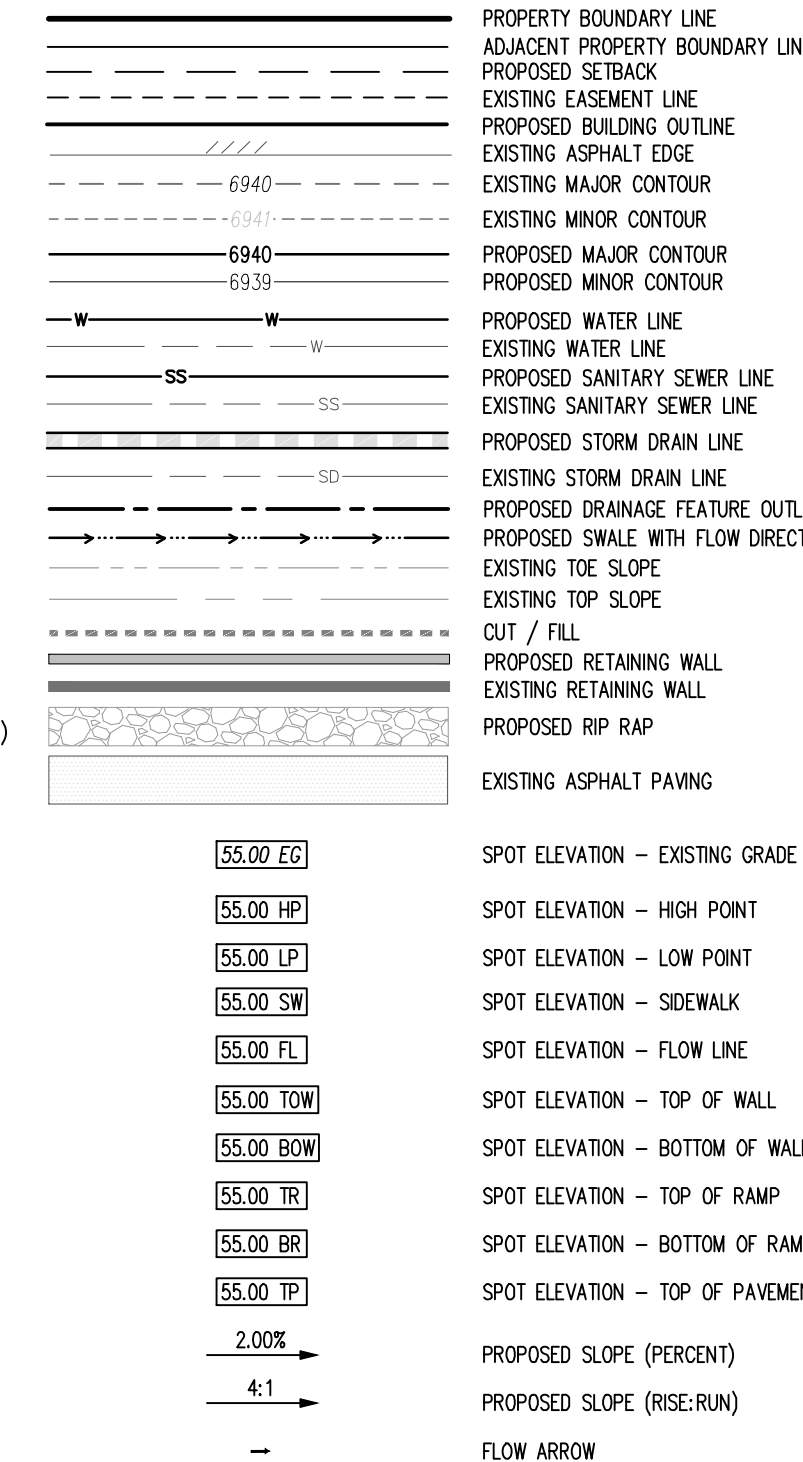 PROPERTY BOUNDARY LINE
ADJACENT PROPERTY BOUNDARY LIN
PROPOSED SETBACK
EXISTING EASEMENT LINE
PROPOSED BUILDING OUTLINE
EXISTING ASPHALT EDGE
6940 EXISTING MAJOR CONTOUR
6941 EXISTING MINOR CONTOUR
6940 PROPOSED MAJOR CONTOUR
6939 PROPOSED MINOR CONTOUR
W W PROPOSED WATER LINE
W EXISTING WATER LINE
SS PROPOSED SANITARY SEWER LINE
SS EXISTING SANITARY SEWER LINE
PROPOSED STORM DRAIN LINE
SD EXISTING STORM DRAIN LINE
PROPOSED DRAINAGE FEATURE OUTL
PROPOSED SWALE WITH FLOW DIRECT
EXISTING TOE SLOPE
EXISTING TOP SLOPE
CUT / FILL
PROPOSED RETAINING WALL
EXISTING RETAINING WALL
) PROPOSED RIP RAP
EXISTING ASPHALT PAVING
55.00 EG SPOT ELEVATION – EXISTING GRADE
55.00 HP SPOT ELEVATION – HIGH POINT
55.00 LP SPOT ELEVATION – LOW POINT
55.00 SW SPOT ELEVATION – SIDEWALK
55.00 FL SPOT ELEVATION – FLOW LINE
55.00 TOW SPOT ELEVATION – TOP OF WALL
55.00 BOW SPOT ELEVATION – BOTTOM OF WALL
55.00 TR SPOT ELEVATION – TOP OF RAMP
55.00 BR SPOT ELEVATION – BOTTOM OF RAM
55.00 TP SPOT ELEVATION – TOP OF PAVEMEN
2.00% PROPOSED SLOPE (PERCENT)
4:1 PROPOSED SLOPE (RISE:RUN)
FLOW ARROW